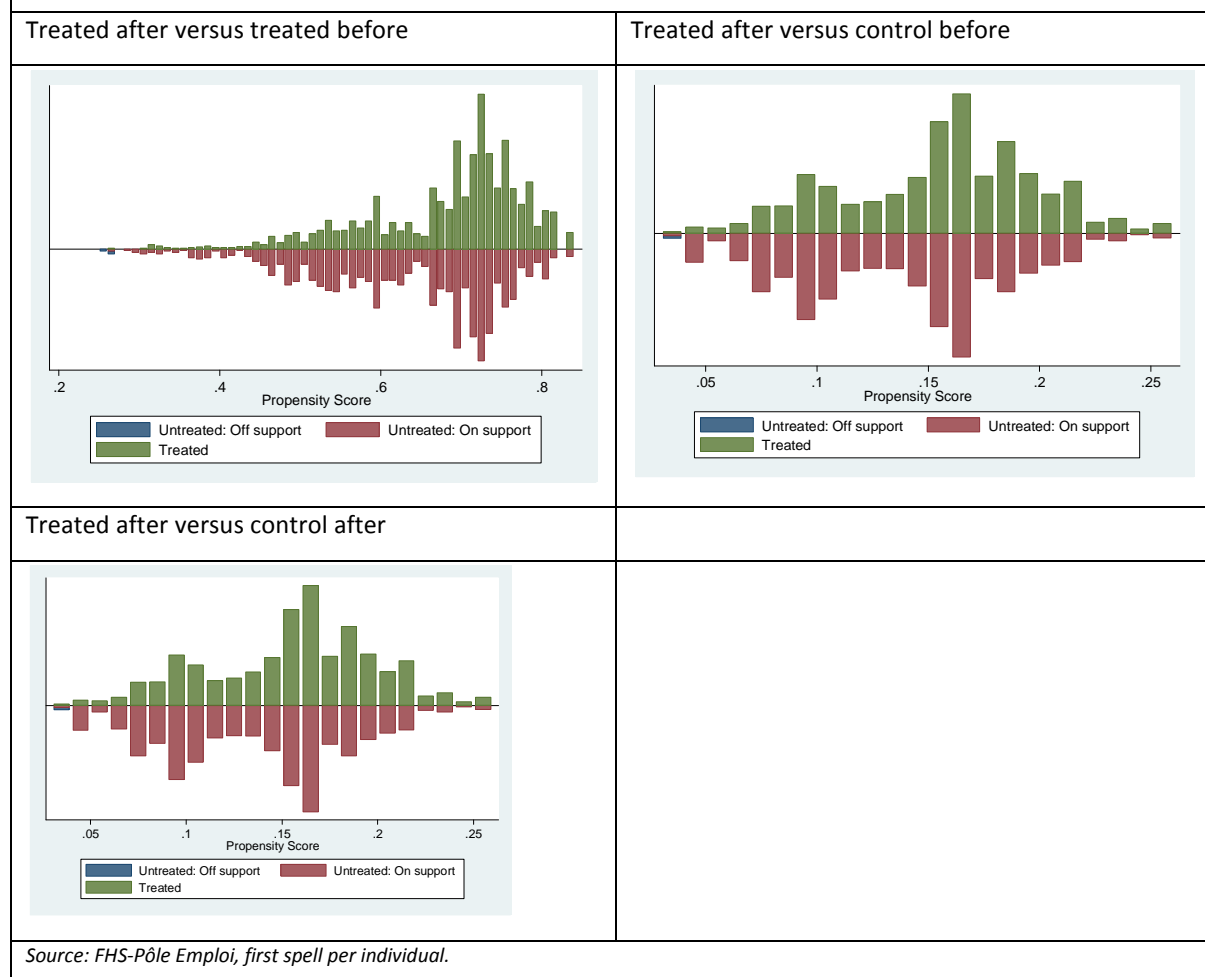 Treated after versus treated before
Treated after versus control before
.2 .4 .6 .8
Propensity Score
Untreated: Off support Untreated: On support
Treated
.05 .1 .15 .2 .25
Propensity Score
Untreated: Off support Untreated: On support
Treated
Treated after versus control after
.05 .1 .15 .2 .25
Propensity Score
Untreated: Off support Untreated: On support
Treated
Source: FHS-Pôle Emploi, first spell per individual.